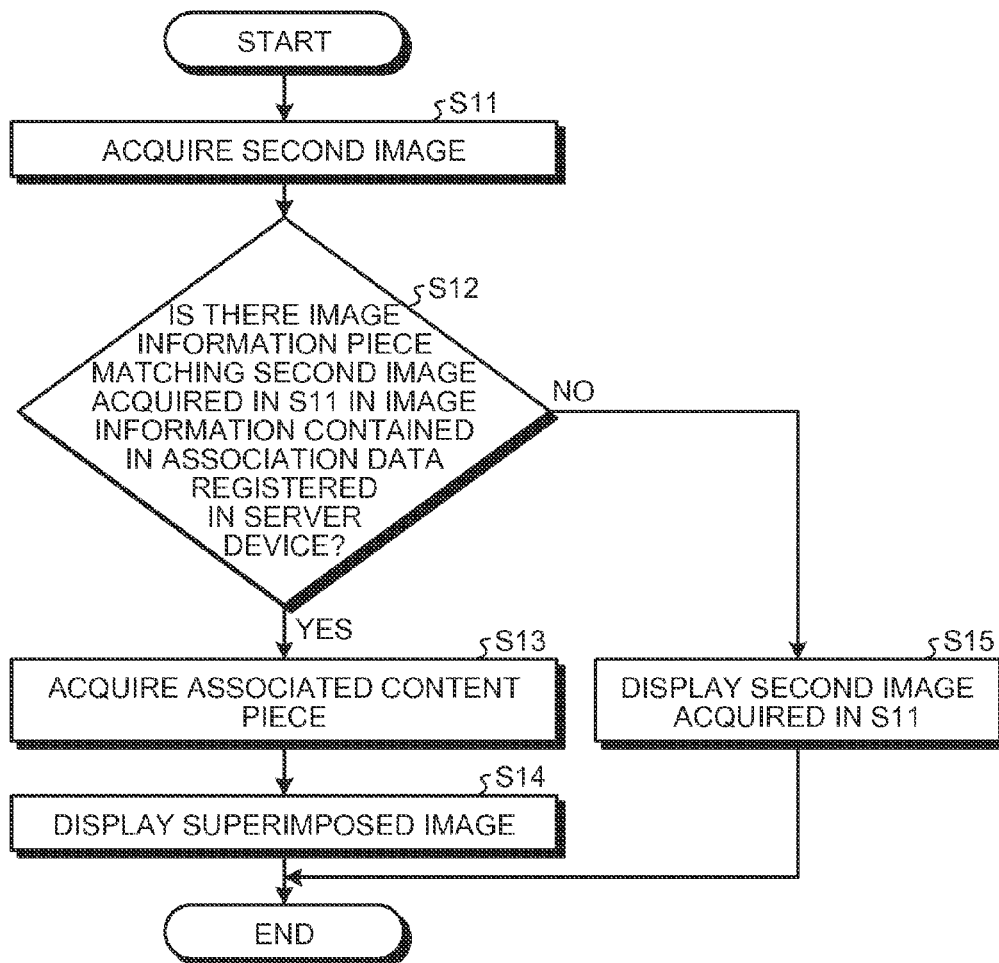 START
S11
ACQUIRE SECOND IMAGE
S12
IS THERE IMAGE
INFORMATION PIECE
MATCHING SECOND IMAGE
ACQUIRED IN S11 IN IMAGE
INFORMATION CONTAINED
IN ASSOCIATION DATA
REGISTERED
IN SERVER
DEVICE?
NO
YES
S13
ACQUIRE ASSOCIATED CONTENT
PIECE
S15
DISPLAY SECOND IMAGE
ACQUIRED IN S11
S14
DISPLAY SUPERIMPOSED IMAGE
END